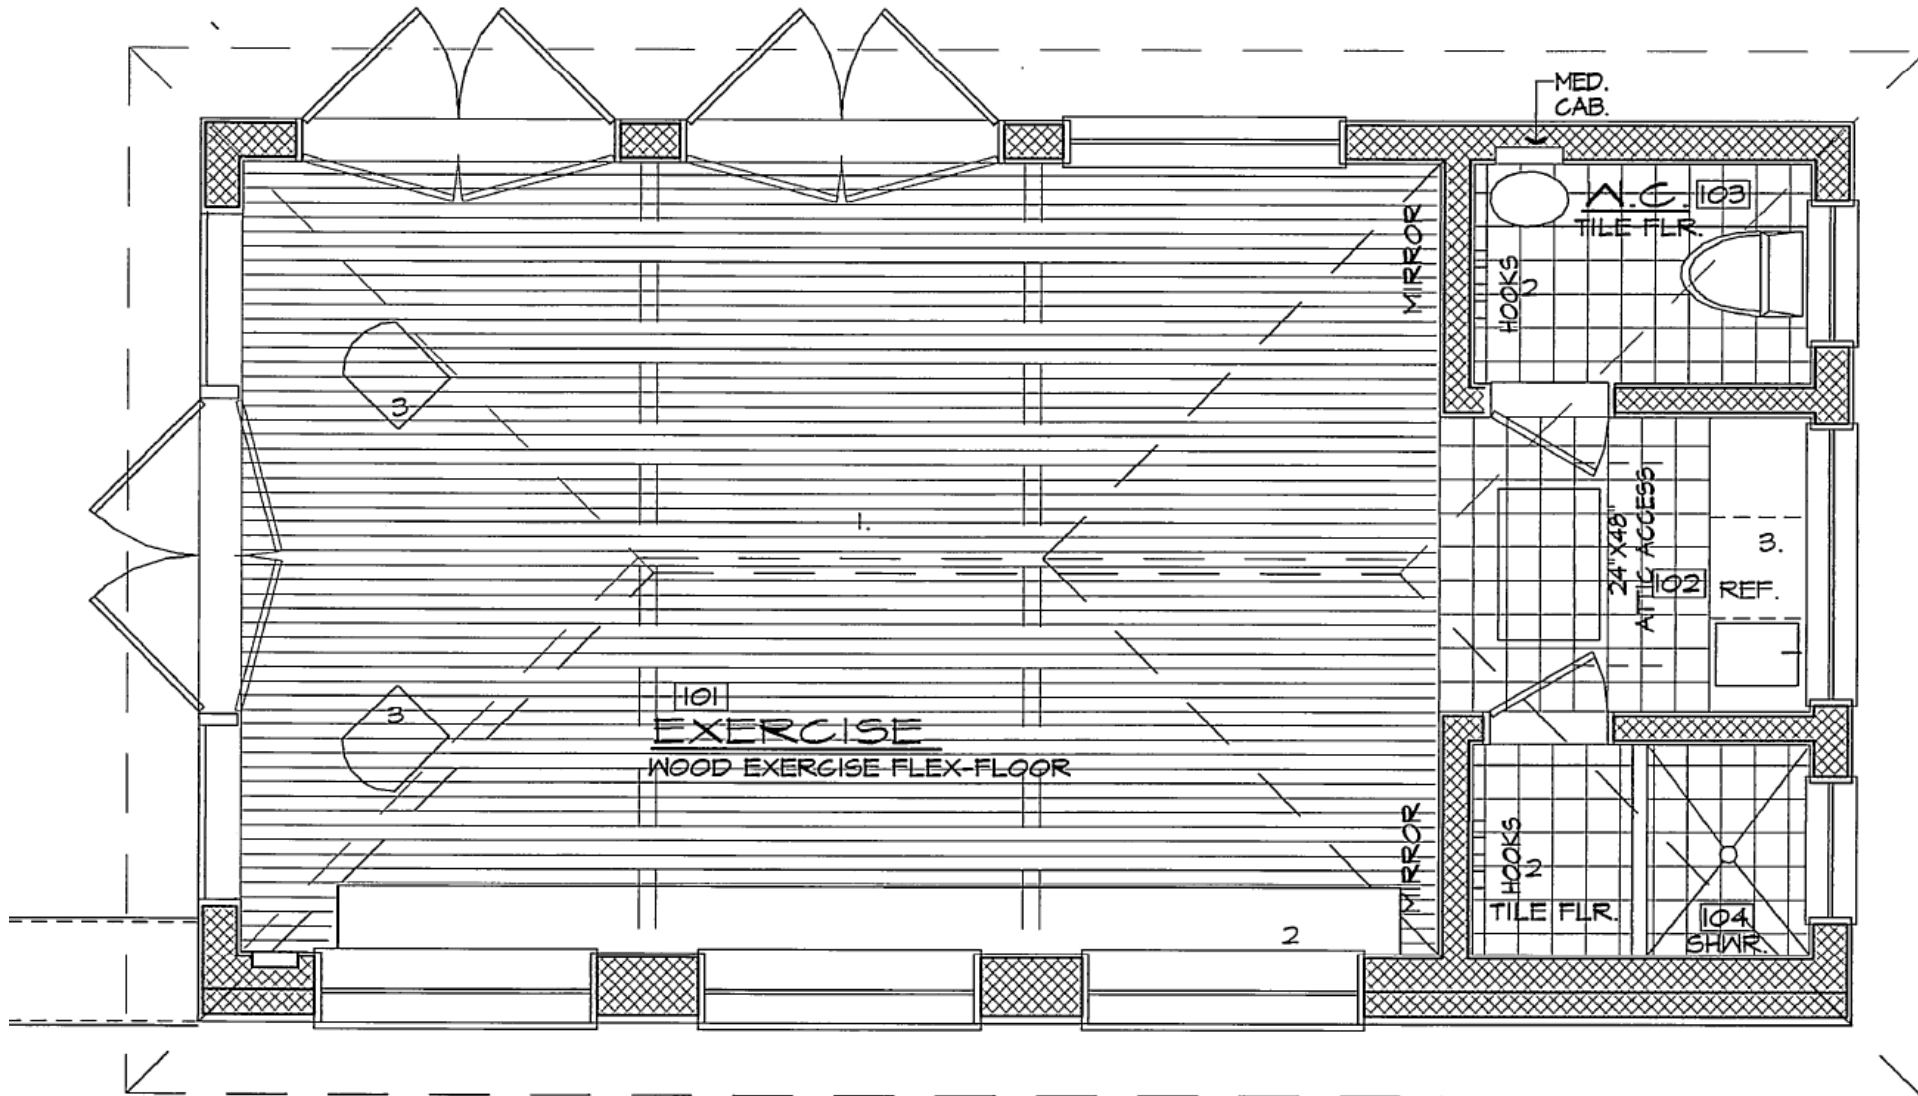 MED.
CAB.
W.C. 103
TILE FLR.
MIRROR
HOOKS
2
3
1.
24"X48"
ATTIC ACCESS
3.
102
REF.
3
101
EXERCISE
WOOD EXERCISE FLEX-FLOOR
MIRROR
HOOKS
2
TILE FLR.
104
SHWR.
2